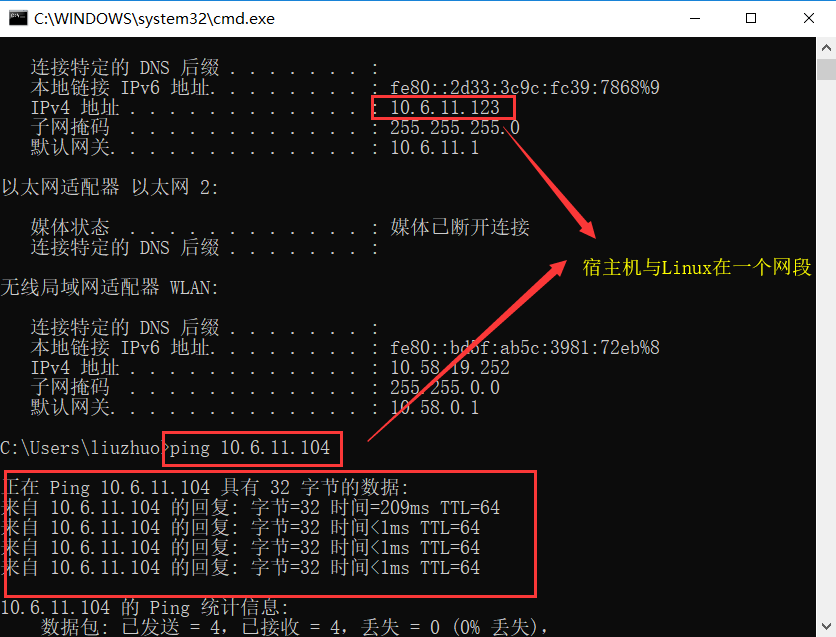 C:\WINDOWS\system32\cmd.exe
连接特定的 DNS 后缀 . . . . . . . :
本地链接 IPv6 地址. . . . . . . . : fe80::2d33:3c9c:fc39:7868%9
IPv4 地址 . . . . . . . . . . . . : 10.6.11.123
子网掩码 . . . . . . . . . . . . : 255.255.255.0
默认网关. . . . . . . . . . . . . : 10.6.11.1
以太网适配器 以太网 2:
媒体状态 . . . . . . . . . . . . : 媒体已断开连接
连接特定的 DNS 后缀 . . . . . . . :
宿主机与Linux在一个网段
无线局域网适配器 WLAN:
连接特定的 DNS 后缀 . . . . . . . :
本地链接 IPv6 地址. . . . . . . . : fe80::bd5f:ab5c:3981:72eb%8
IPv4 地址 . . . . . . . . . . . . : 10.58.19.252
子网掩码 . . . . . . . . . . . . : 255.255.0.0
默认网关. . . . . . . . . . . . . : 10.58.0.1
C:\Users\liuzhuo>ping 10.6.11.104
正在 Ping 10.6.11.104 具有 32 字节的数据:
来自 10.6.11.104 的回复: 字节=32 时间=209ms TTL=64
来自 10.6.11.104 的回复: 字节=32 时间<1ms TTL=64
来自 10.6.11.104 的回复: 字节=32 时间<1ms TTL=64
来自 10.6.11.104 的回复: 字节=32 时间<1ms TTL=64
10.6.11.104 的 Ping 统计信息:
数据包: 已发送 = 4，已接收 = 4，丢失 = 0 (0% 丢失)，